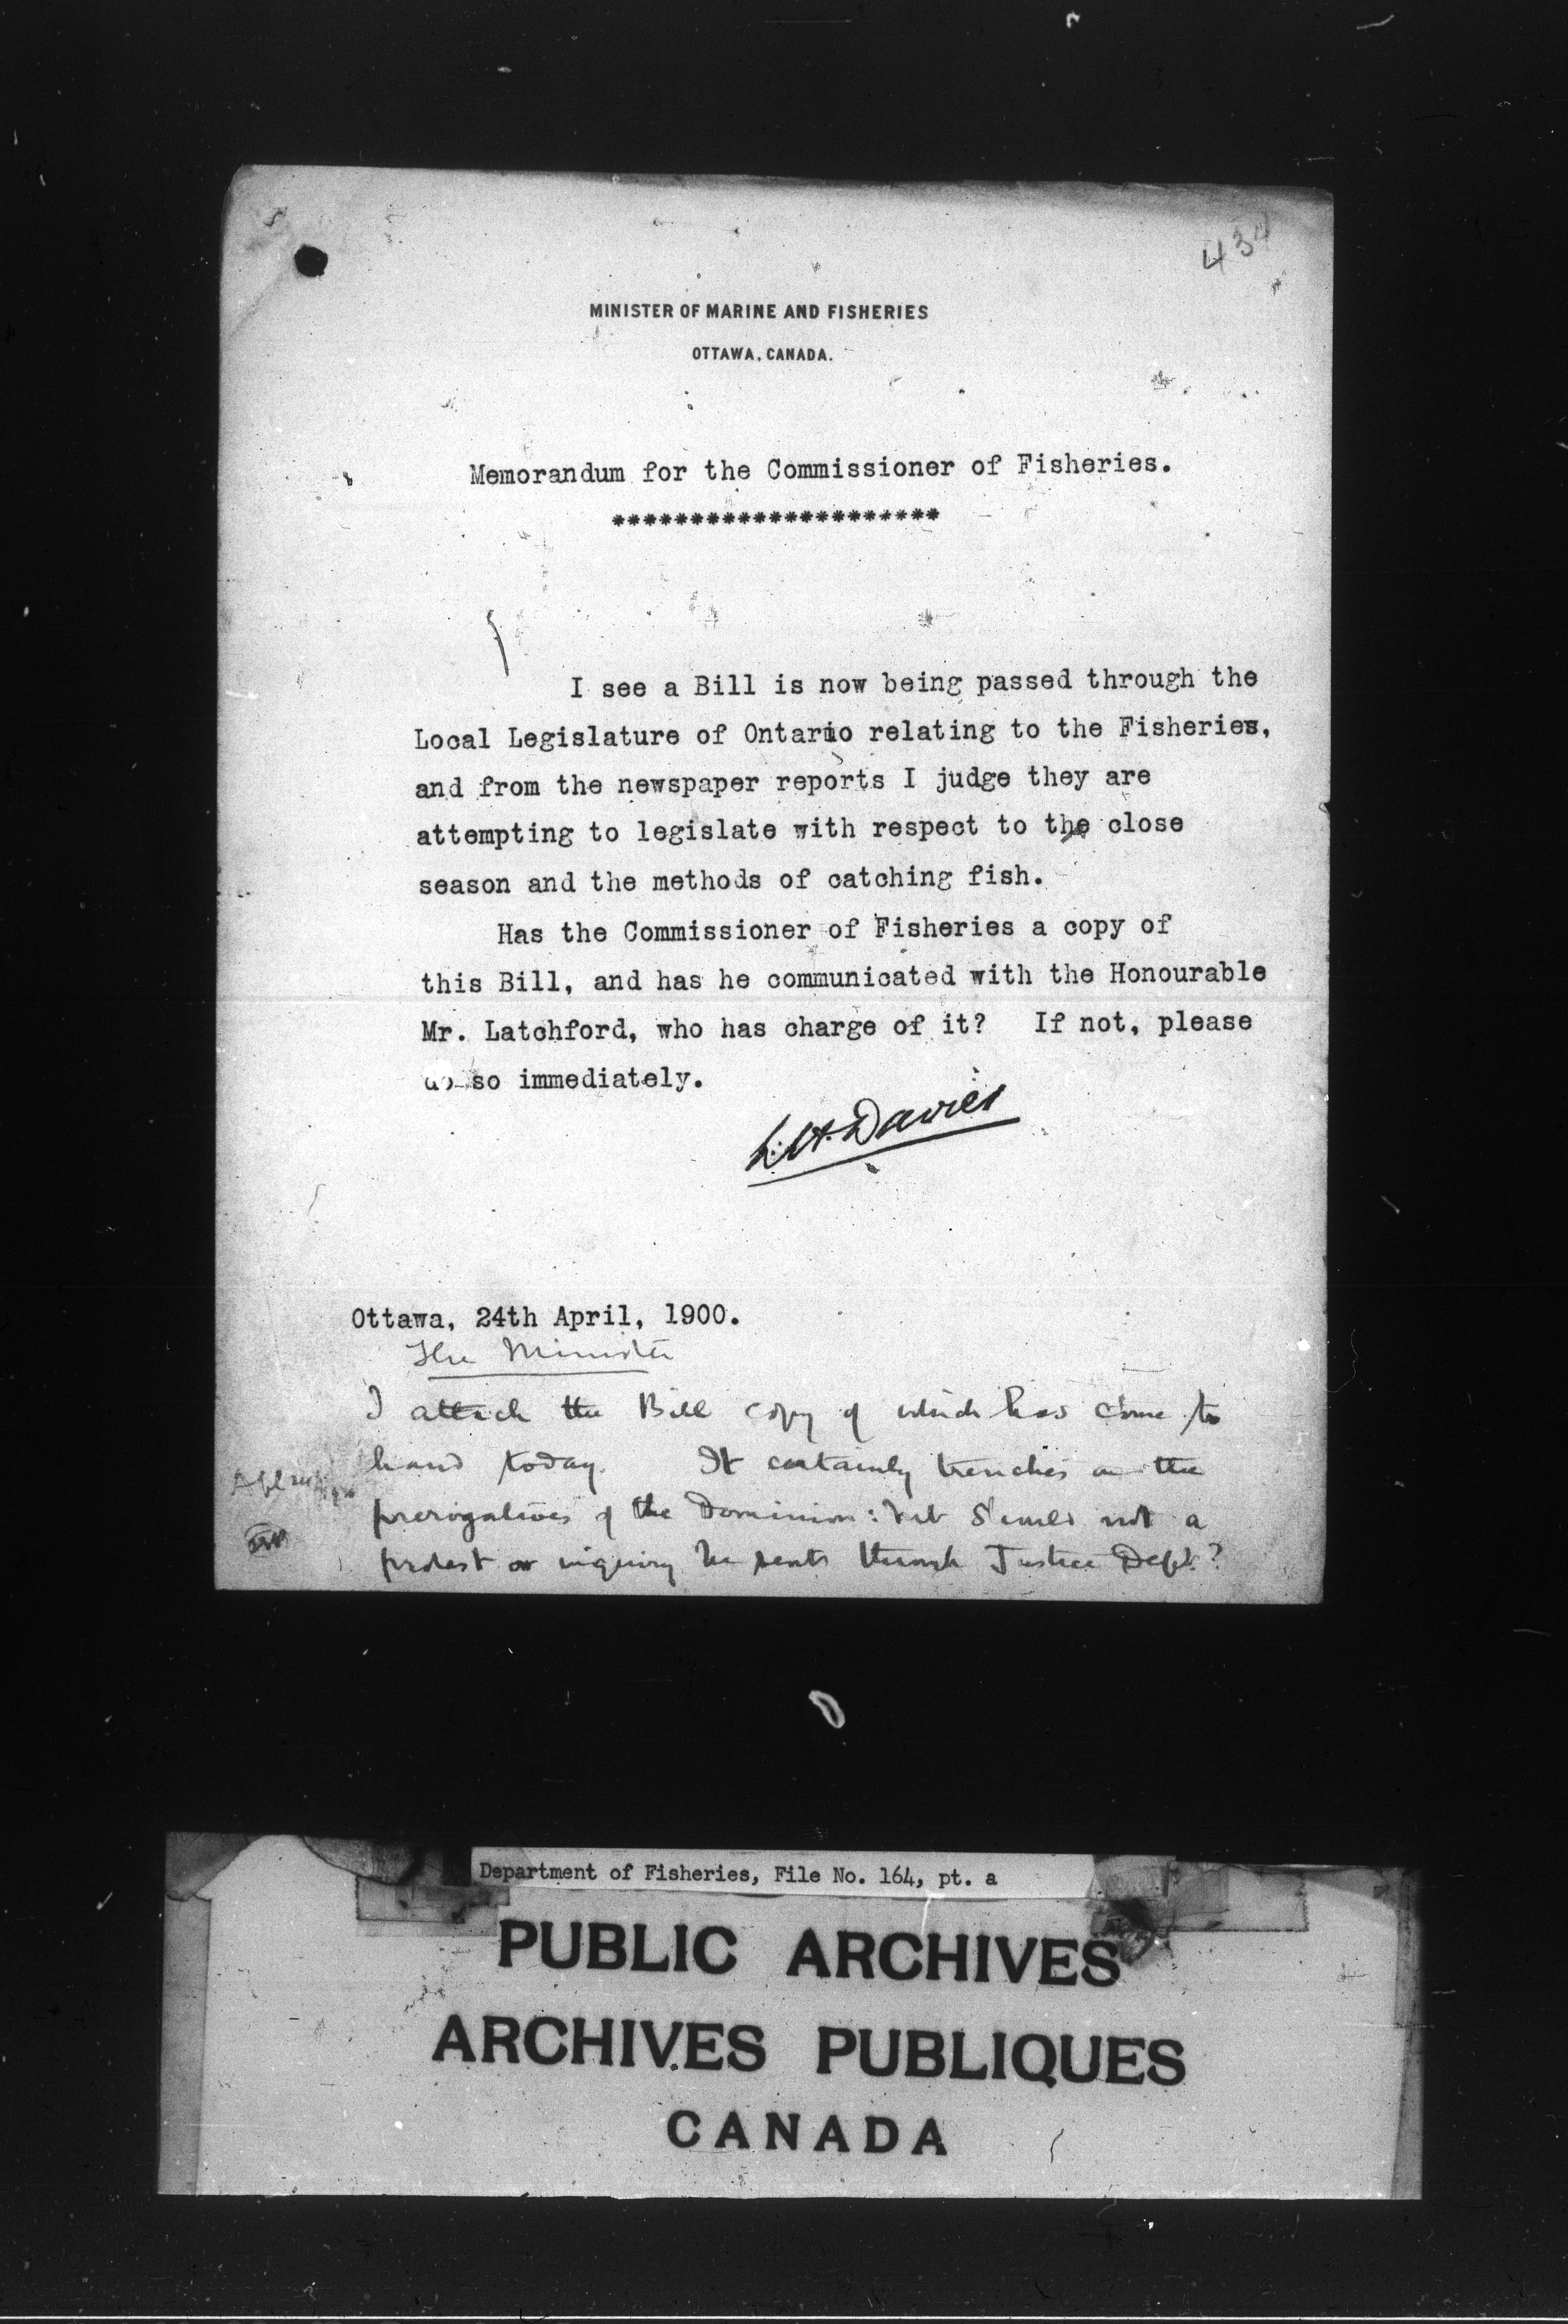 434
MINISTER OF MARINE AND FISHERIES
OTTAWA, CANADA.
Memorandum for the Commissioner of Fisheries.
*********************
I see a Bill is now being passed through the
Local Legislature of Ontario relating to the Fisheries,
and from the newspaper reports I judge they are
attempting to legislate with respect to the close
season and the methods of catching fish.
Has the Commissioner of Fisheries a copy of
this Bill, and has he communicated with the Honourable
Mr. Latchford, who has charge of it? If not, please
do so immediately.
L.H. Davies
Ottawa, 24th April, 1900.
The Minister
I attach the Bill copy of which has come to
hand today. It certainly trenches on the
prerogatives of the Dominion: not a
protest or inquiry be sent through Justice Dept?
Department of Fisheries, File No. 164, pt. a
PUBLIC ARCHIVES
ARCHIVES PUBLIQUES
CANADA